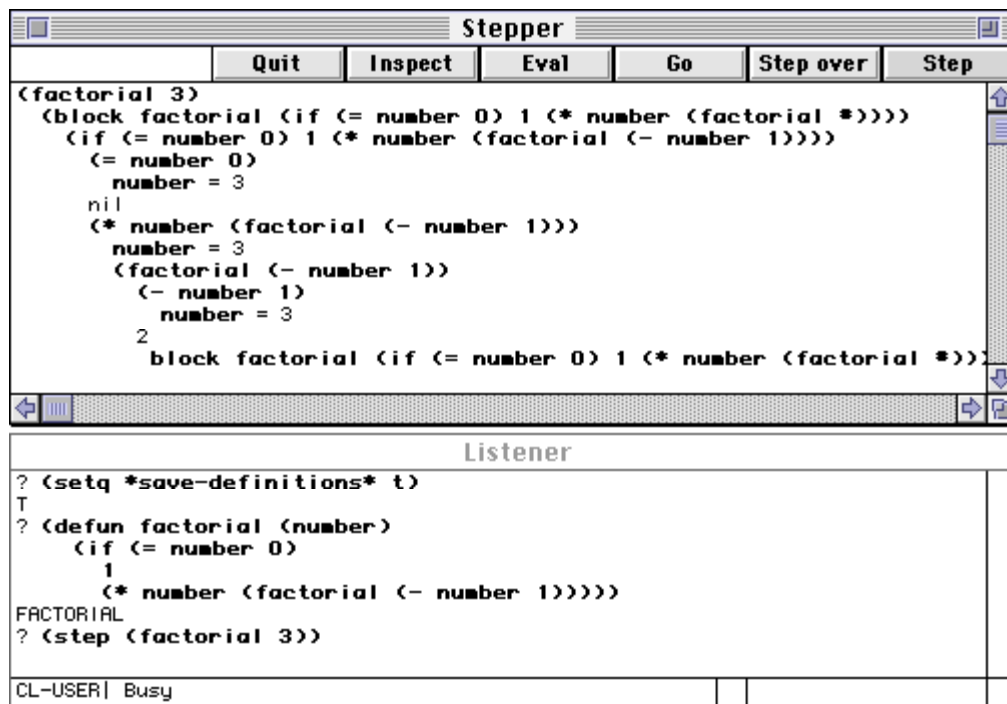 Stepper
Quit Inspect Eval Go Step over Step
(factorial 3)
(block factorial (if (= number 0) 1 (* number (factorial #))))
(if (= number 0) 1 (* number (factorial (- number 1))))
(= number 0)
number = 3
nil
(* number (factorial (- number 1)))
number = 3
(factorial (- number 1))
(- number 1)
number = 3
2
block factorial (if (= number 0) 1 (* number (factorial #)))
Listener
? (setq *save-definitions* t)
T
? (defun factorial (number)
(if (= number 0)
1
(* number (factorial (- number 1)))))
FACTORIAL
? (step (factorial 3))
CL-USER| Busy